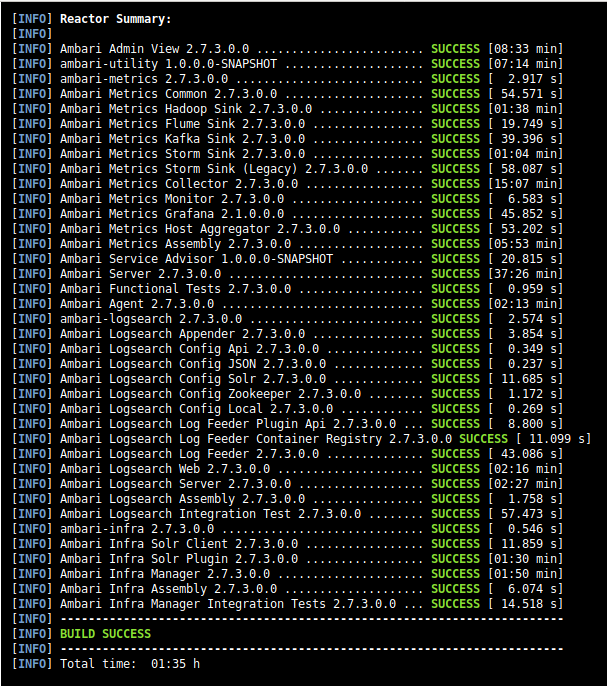 [INFO] Reactor Summary:
[INFO]
[INFO] Ambari Admin View 2.7.3.0.0 ........................ SUCCESS [08:33 min]
[INFO] ambari-utility 1.0.0.0-SNAPSHOT .................... SUCCESS [07:14 min]
[INFO] ambari-metrics 2.7.3.0.0 ........................... SUCCESS [  2.917 s]
[INFO] Ambari Metrics Common 2.7.3.0.0 .................... SUCCESS [ 54.571 s]
[INFO] Ambari Metrics Hadoop Sink 2.7.3.0.0 ............... SUCCESS [01:38 min]
[INFO] Ambari Metrics Flume Sink 2.7.3.0.0 ................ SUCCESS [ 19.749 s]
[INFO] Ambari Metrics Kafka Sink 2.7.3.0.0 ................ SUCCESS [ 39.396 s]
[INFO] Ambari Metrics Storm Sink 2.7.3.0.0 ................ SUCCESS [01:04 min]
[INFO] Ambari Metrics Storm Sink (Legacy) 2.7.3.0.0 ....... SUCCESS [ 58.087 s]
[INFO] Ambari Metrics Collector 2.7.3.0.0 ................. SUCCESS [15:07 min]
[INFO] Ambari Metrics Monitor 2.7.3.0.0 ................... SUCCESS [  6.583 s]
[INFO] Ambari Metrics Grafana 2.1.0.0.0 ................... SUCCESS [ 45.852 s]
[INFO] Ambari Metrics Host Aggregator 2.7.3.0.0 ........... SUCCESS [ 53.202 s]
[INFO] Ambari Metrics Assembly 2.7.3.0.0 .................. SUCCESS [05:53 min]
[INFO] Ambari Service Advisor 1.0.0.0-SNAPSHOT ............ SUCCESS [ 20.815 s]
[INFO] Ambari Server 2.7.3.0.0 ............................ SUCCESS [37:26 min]
[INFO] Ambari Functional Tests 2.7.3.0.0 .................. SUCCESS [  0.959 s]
[INFO] Ambari Agent 2.7.3.0.0 ............................. SUCCESS [02:13 min]
[INFO] ambari-logsearch 2.7.3.0.0 ......................... SUCCESS [  2.574 s]
[INFO] Ambari Logsearch Appender 2.7.3.0.0 ................ SUCCESS [  3.854 s]
[INFO] Ambari Logsearch Config Api 2.7.3.0.0 .............. SUCCESS [  0.349 s]
[INFO] Ambari Logsearch Config JSON 2.7.3.0.0 ............. SUCCESS [  0.237 s]
[INFO] Ambari Logsearch Config Solr 2.7.3.0.0 ............. SUCCESS [ 11.685 s]
[INFO] Ambari Logsearch Config Zookeeper 2.7.3.0.0 ........ SUCCESS [  1.172 s]
[INFO] Ambari Logsearch Config Local 2.7.3.0.0 ............ SUCCESS [  0.269 s]
[INFO] Ambari Logsearch Log Feeder Plugin Api 2.7.3.0.0 ... SUCCESS [  8.800 s]
[INFO] Ambari Logsearch Log Feeder Container Registry 2.7.3.0.0 SUCCESS [ 11.099 s]
[INFO] Ambari Logsearch Log Feeder 2.7.3.0.0 .............. SUCCESS [ 43.086 s]
[INFO] Ambari Logsearch Web 2.7.3.0.0 ..................... SUCCESS [02:16 min]
[INFO] Ambari Logsearch Server 2.7.3.0.0 .................. SUCCESS [02:27 min]
[INFO] Ambari Logsearch Assembly 2.7.3.0.0 ................ SUCCESS [  1.758 s]
[INFO] Ambari Logsearch Integration Test 2.7.3.0.0 ........ SUCCESS [ 57.473 s]
[INFO] ambari-infra 2.7.3.0.0 ............................. SUCCESS [  0.546 s]
[INFO] Ambari Infra Solr Client 2.7.3.0.0 ................. SUCCESS [ 11.859 s]
[INFO] Ambari Infra Solr Plugin 2.7.3.0.0 ................. SUCCESS [01:30 min]
[INFO] Ambari Infra Manager 2.7.3.0.0 ..................... SUCCESS [01:50 min]
[INFO] Ambari Infra Assembly 2.7.3.0.0 .................... SUCCESS [  6.074 s]
[INFO] Ambari Infra Manager Integration Tests 2.7.3.0.0 ... SUCCESS [ 14.518 s]
[INFO] ------------------------------------------------------------------------
[INFO] BUILD SUCCESS
[INFO] ------------------------------------------------------------------------
[INFO] Total time:  01:35 h